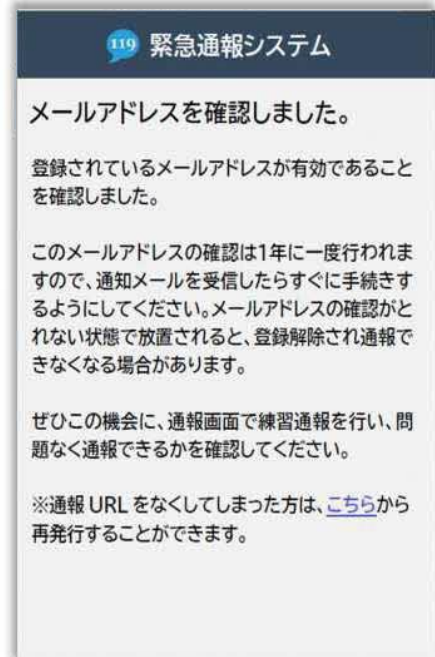 119 緊急通報システム
メールアドレスを確認しました。
登録されているメールアドレスが有効であること
を確認しました。
このメールアドレスの確認は1年に一度行われま
すので、通知メールを受信したらすぐに手続きす
るようにしてください。メールアドレスの確認がと
れない状態で放置されると、登録解除され通報で
きなくなる場合があります。
ぜひこの機会に、通報画面で練習通報を行い、問
題なく通報できるかを確認してください。
※通報 URL をなくしてしまった方は、こちらから
再発行することができます。